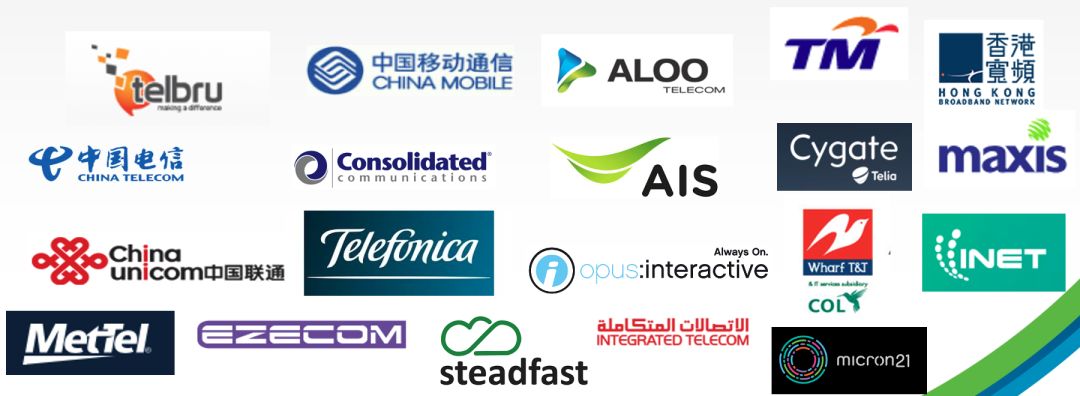 telbru
making a difference
中国移动通信
CHINA MOBILE
ALOO
TELECOM
TM
香港
寬頻
HONG KONG
BROADBAND NETWORK
中国电信
CHINA TELECOM
Consolidated®
communications
AIS
Cygate
Telia
maxis
China
unicom中国联通
Telefónica
Always On.
opus:interactive
Wharf T&T
& IT services subsidiary
COL
INET
MetTel®
EZECOM
steadfast
الاتصالات المتكاملة
INTEGRATED TELECOM
micron21